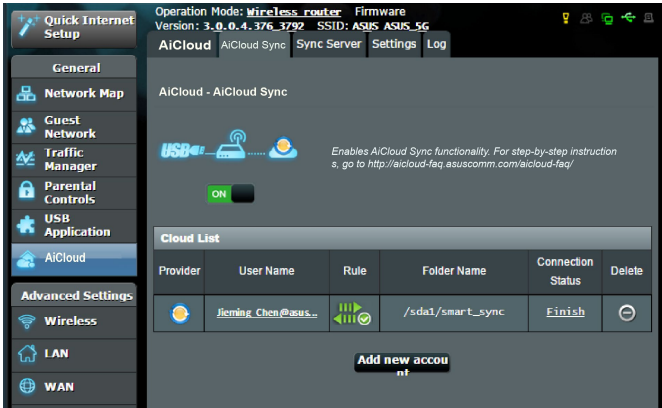 Quick Internet
Setup
Operation Mode: Wireless router Firmware
Version: 3.0.0.4.376_3792 SSID: ASUS ASUS_5G
AiCloud AiCloud Sync Sync Server Settings Log
General
Network Map
Guest
Network
Traffic
Manager
Parental
Controls
USB
Application
AiCloud
Advanced Settings
Wireless
LAN
WAN
AiCloud - AiCloud Sync
USB
Enables AiCloud Sync functionality. For step-by-step instruction
s, go to http://aicloud-faq.asuscomm.com/aicloud-faq/
ON
Cloud List
Provider User Name Rule Folder Name Connection Status Delete
Jieming_Chen@asus... /sda1/smart_sync Finish
Add new accou
nt